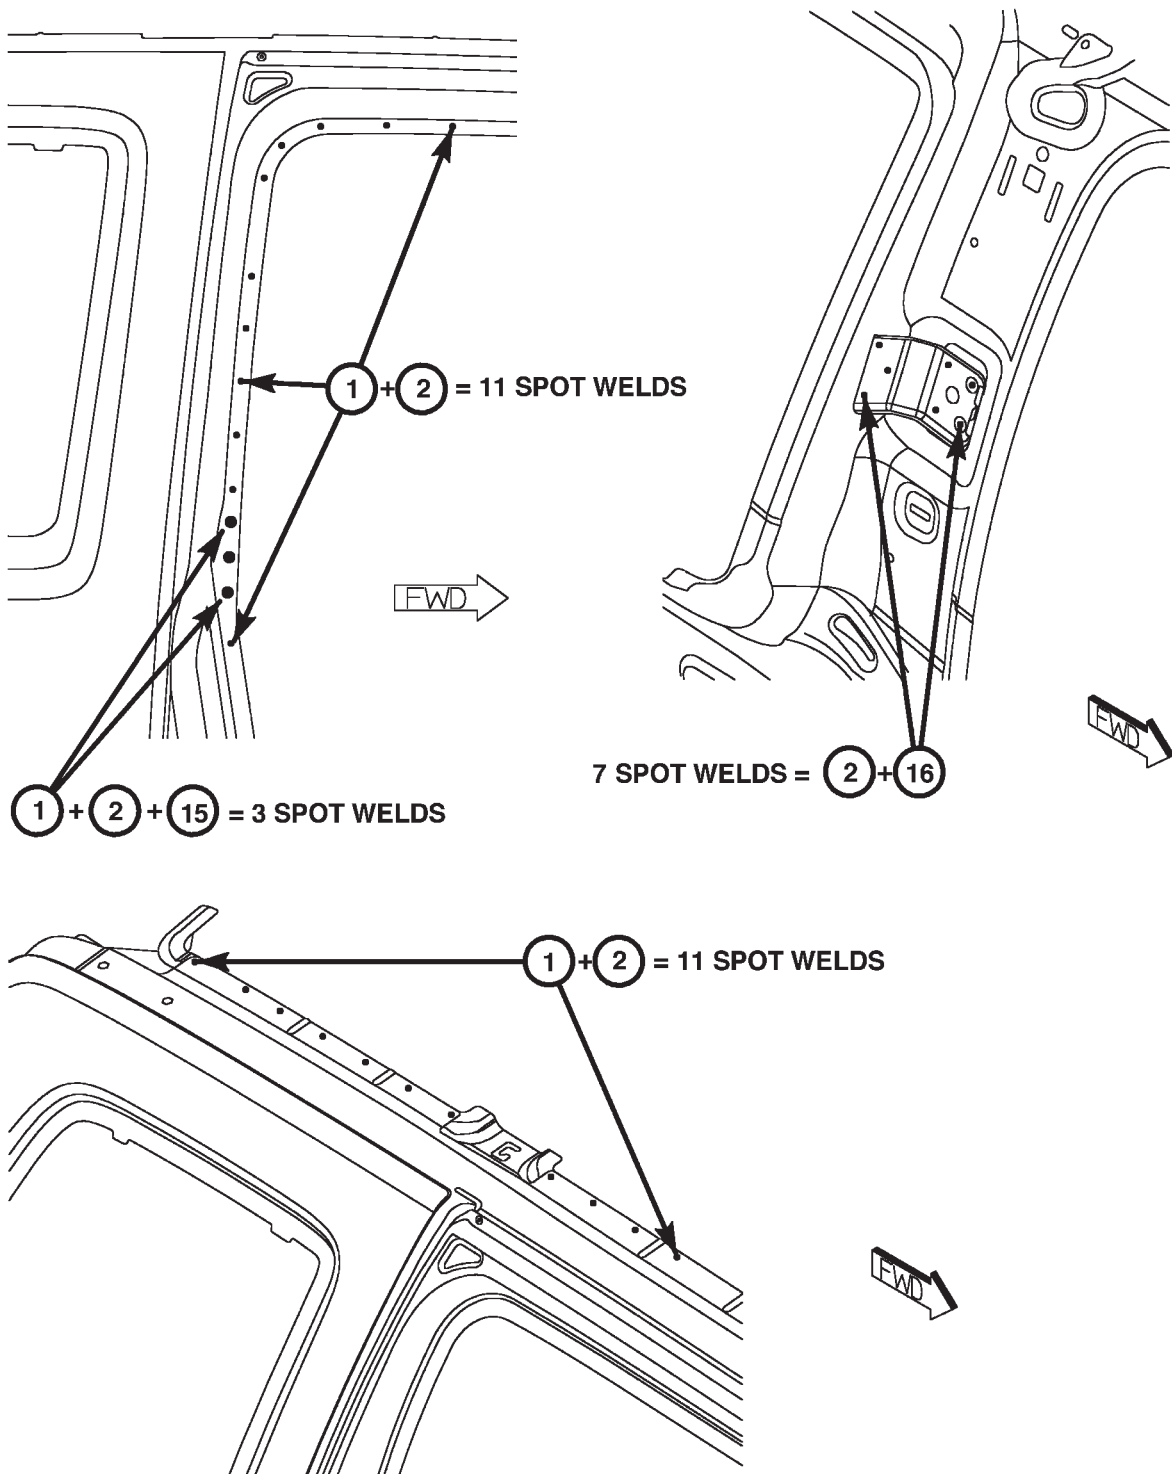 1 + 2 = 11 SPOT WELDS
FWD
1 + 2 + 15 = 3 SPOT WELDS
7 SPOT WELDS = 2 + 16
FWD
1 + 2 = 11 SPOT WELDS
FWD